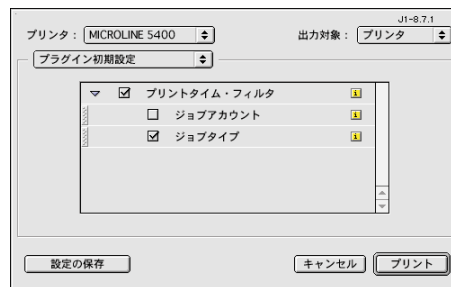 J1-8.7.1
プリンタ： MICROLINE 5400 出力対象： プリンタ
プラグイン初期設定
プリントタイム・フィルタ
ジョブアカウント
ジョブタイプ
設定の保存 キャンセル プリント